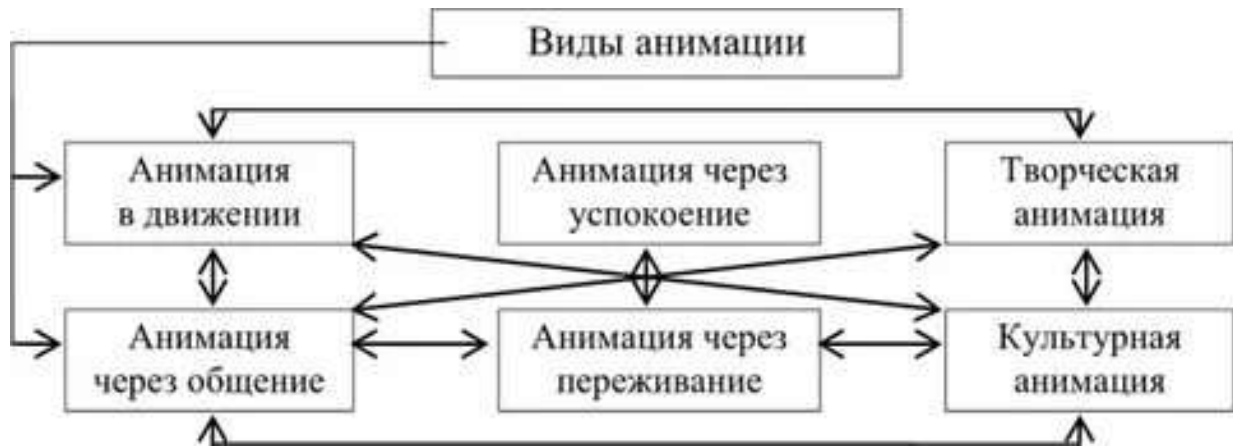 Виды анимации
Анимация
в движении
Анимация через
успокоение
Творческая
анимация
Анимация
через общение
Анимация через
переживание
Культурная
анимация